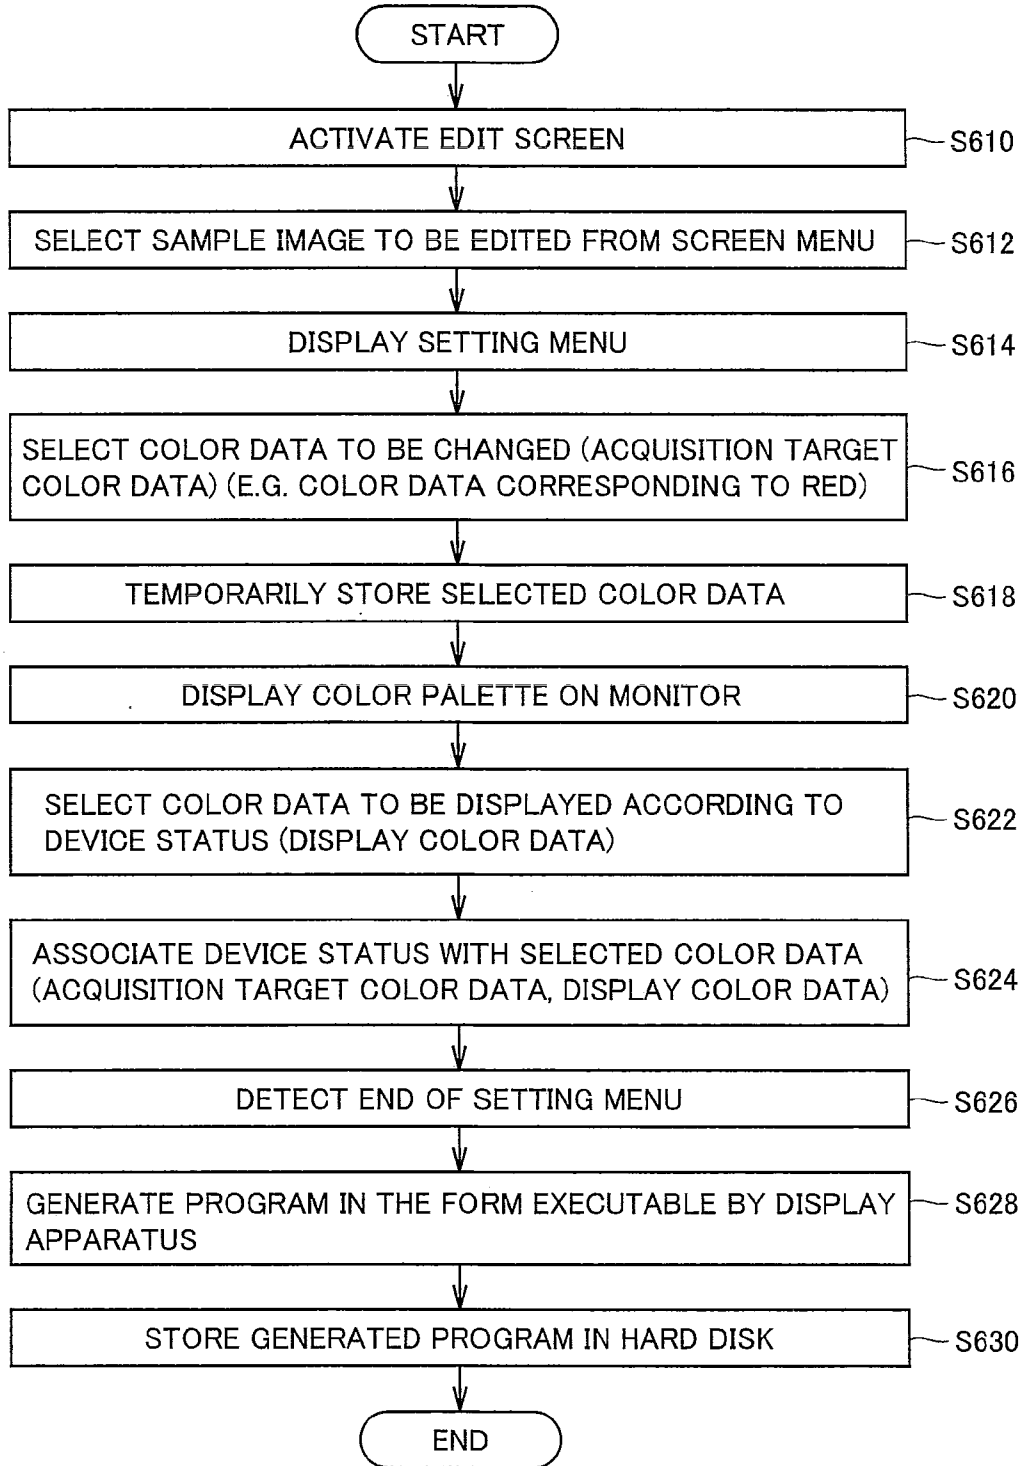 START
ACTIVATE EDIT SCREEN
S610
SELECT SAMPLE IMAGE TO BE EDITED FROM SCREEN MENU
S612
DISPLAY SETTING MENU
S614
SELECT COLOR DATA TO BE CHANGED (ACQUISITION TARGET
COLOR DATA) (E.G. COLOR DATA CORRESPONDING TO RED)
S616
TEMPORARILY STORE SELECTED COLOR DATA
S618
DISPLAY COLOR PALETTE ON MONITOR
S620
SELECT COLOR DATA TO BE DISPLAYED ACCORDING TO
DEVICE STATUS (DISPLAY COLOR DATA)
S622
ASSOCIATE DEVICE STATUS WITH SELECTED COLOR DATA
(ACQUISITION TARGET COLOR DATA, DISPLAY COLOR DATA)
S624
DETECT END OF SETTING MENU
S626
GENERATE PROGRAM IN THE FORM EXECUTABLE BY DISPLAY
APPARATUS
S628
STORE GENERATED PROGRAM IN HARD DISK
S630
END